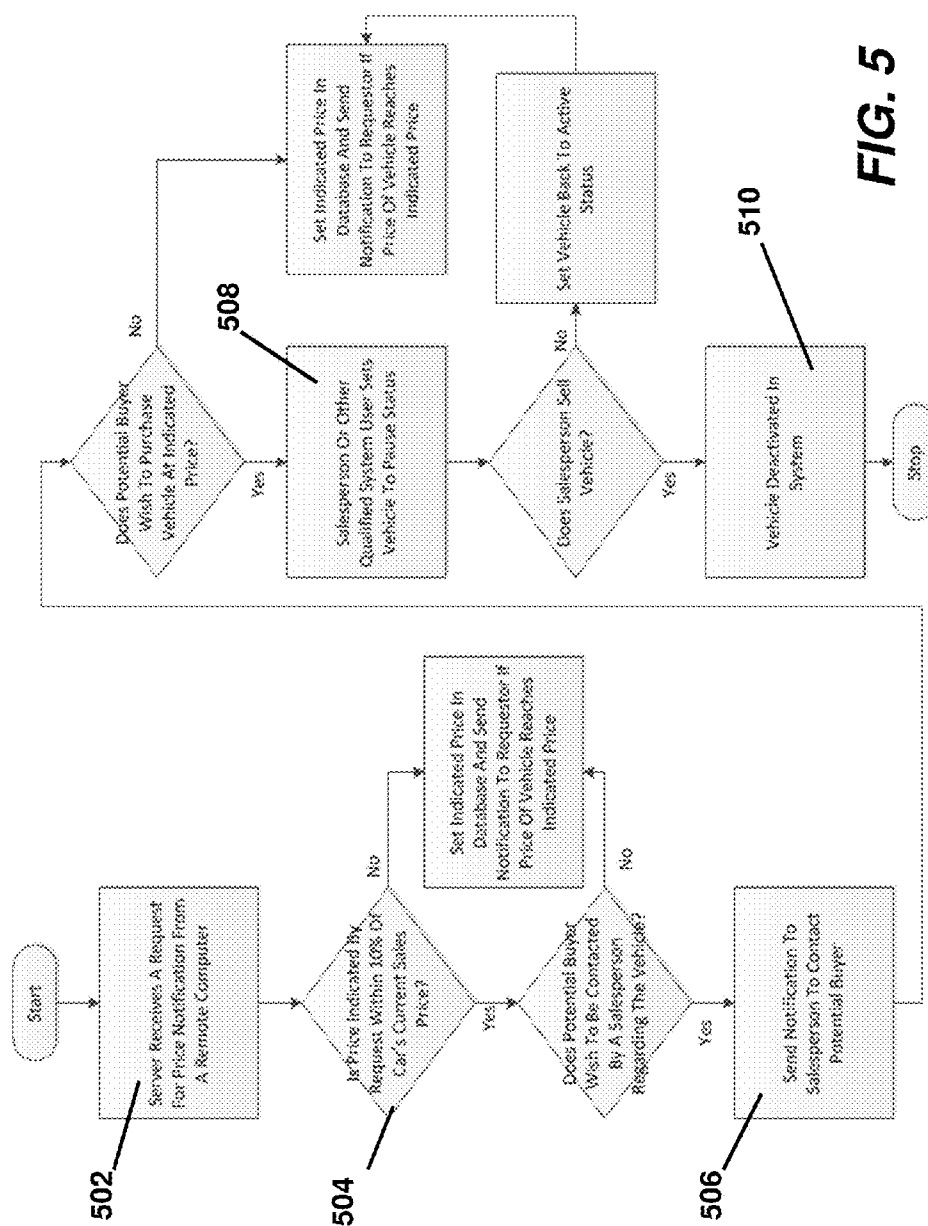 Start
502
Server Receives A Request
For Price Notification From
A Remote Computer
504
Is Price Indicated By
Request Within 10% Of
Car's Current Sales
Price?
No
Yes
Set Indicated Price In
Database And Send
Notification To Requestor If
Price Of Vehicle Reaches
Indicated Price
Does Potential Buyer
Wish To Be Contacted
By A Salesperson
Regarding The Vehicle?
No
Yes
506
Send Notification To
Salesperson To Contact
Potential Buyer
Does Potential Buyer
Wish To Purchase
Vehicle At Indicated
Price?
No
Yes
Set Indicated Price In
Database And Send
Notification To Requestor If
Price Of Vehicle Reaches
Indicated Price
508
Salesperson Or Other
Qualified System User Sets
Vehicle To Pause Status
Does Salesperson Sell
Vehicle?
No
Yes
Set Vehicle Back To Active
Status
510
Vehicle Deactivated In
System
Stop
FIG. 5